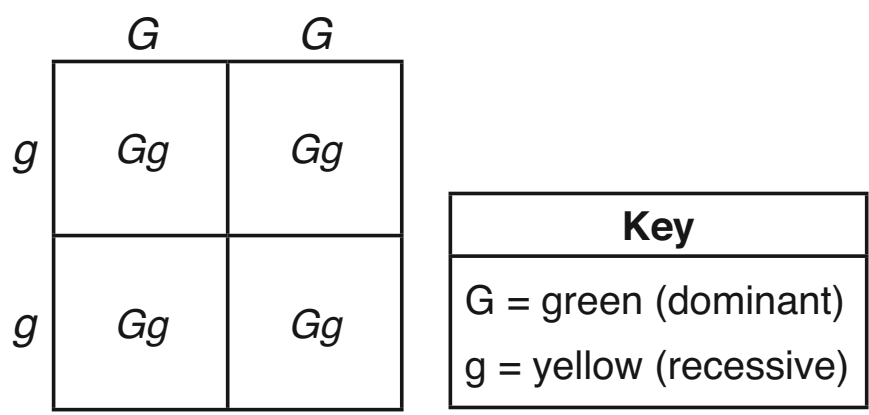 G G
g Gg Gg
g Gg Gg
Key
G = green (dominant)
g = yellow (recessive)